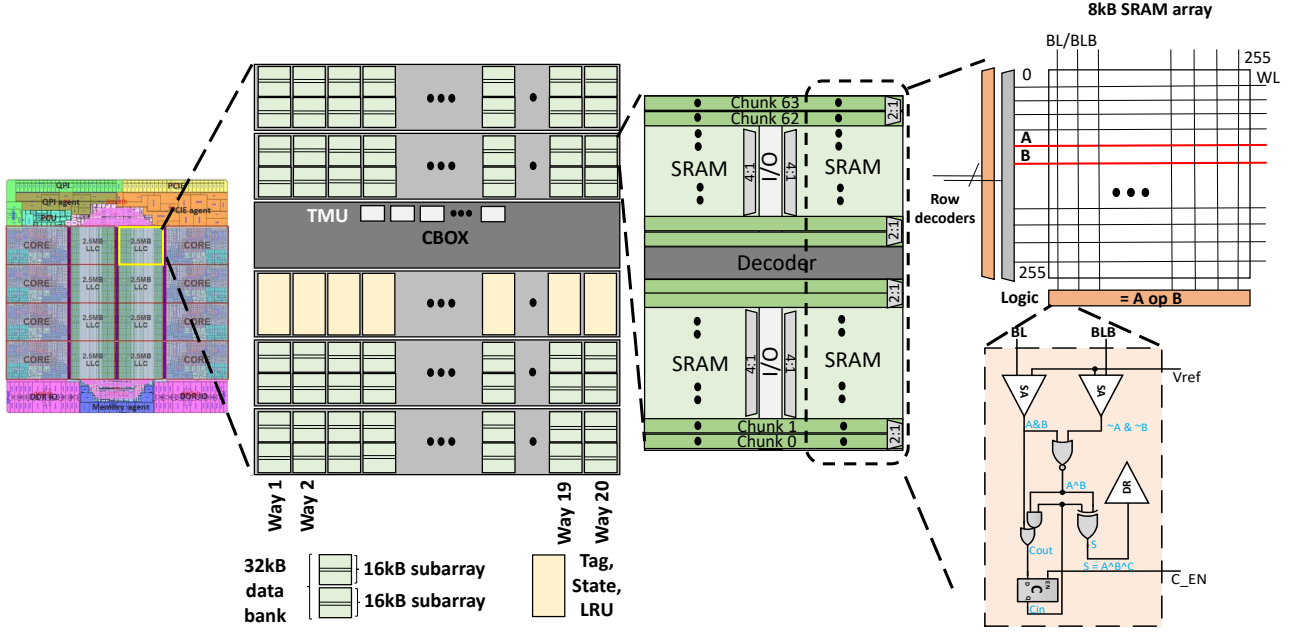 8kB SRAM array
BL/BLB
255
WL
0
A
B
Row
decoders
255
Logic
= A op B
QPI
PCIE
QPI agent
PCIE agent
PCU
CORE
2.5MB
LLC
2.5MB
LLC
CORE
CORE
2.5MB
LLC
2.5MB
LLC
CORE
CORE
2.5MB
LLC
2.5MB
LLC
CORE
CORE
2.5MB
LLC
2.5MB
LLC
CORE
DDR IO
Memory agent
DDR IO
TMU
CBOX
Way 1
Way 2
Way 19
Way 20
32kB
data
bank
16kB subarray
16kB subarray
Tag,
State,
LRU
Chunk 63
Chunk 62
2:1
SRAM
4:1
I/O
4:1
SRAM
2:1
Decoder
2:1
SRAM
4:1
I/O
4:1
SRAM
Chunk 1
Chunk 0
2:1
BL
BLB
Vref
SA
SA
A&B
~A & ~B
A^B
DR
Cout
S
S = A^B^C
C_EN
EN
D
C
Q
Cin